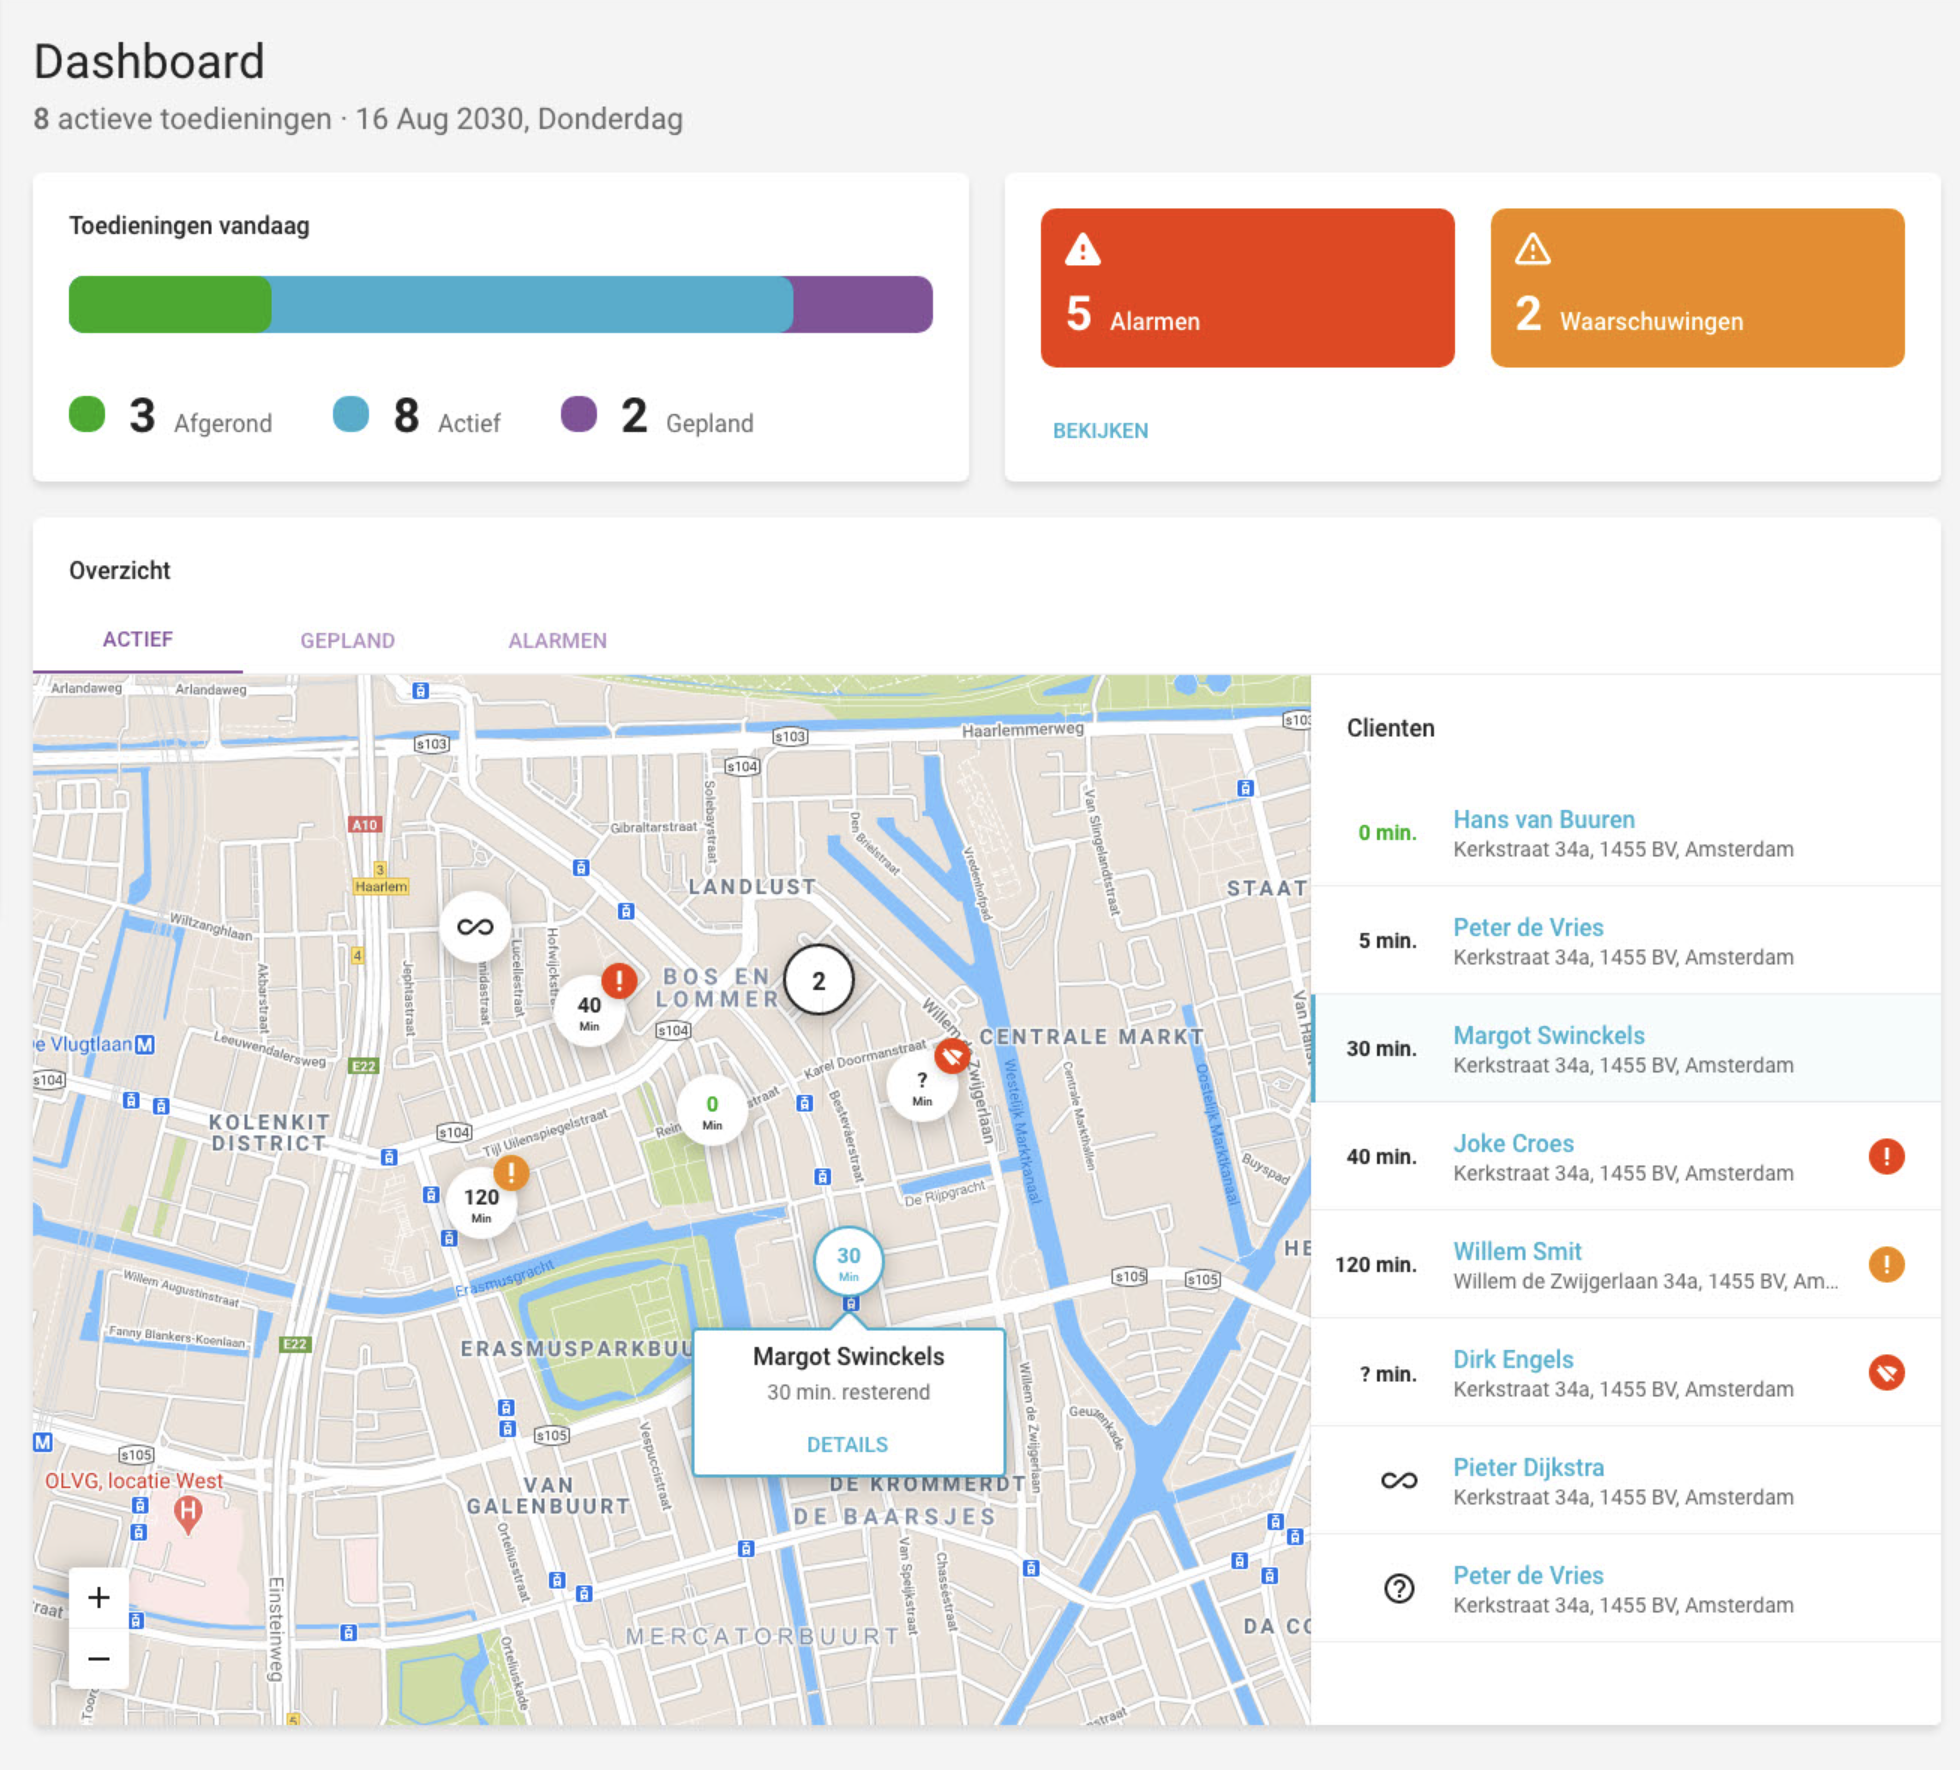 Dashboard
8 actieve toedieningen · 16 Aug 2030, Donderdag
Toedieningen vandaag
3 Afgerond
8 Actief
2 Gepland
5 Alarmen
2 Waarschuwingen
BEKIJKEN
Overzicht
ACTIEF
GEPLAND
ALARMEN
Arlandaweg
Arlandaweg
s103
s103
Haarlemmerweg
s103
s104
Solebaystraat
Gibraltarstraat
Den Brielstraat
Vredenhofpad
Van Slingelandtstraat
A10
3
Haarlem
LANDLUST
STAAT
Wiltzanghlaan
4
Akbarstraat
Jephtastraat
Lucellestraat
Hofwijckstra
BOS EN
LOMMER
2
40
Min
s104
Willem d
Zwijgerlaan
CENTRALE MARKT
Karel Doormanstraat
?
Min
e Vlugtlaan M
s104
Leeuwendalersweg
E22
KOLENKIT
DISTRICT
s104
Tijl Uilenspiegelstraat
0
Min
Rein
straat
Bestevâerstraat
Westelijk Marktkanaal
Centrale Markthallen
Oostelijk Marktkanaal
Buyspad
De Rijpgracht
120
Min
30
Min
s105
s105
HE
Erasmusgracht
Willem Augustinstraat
Fanny Blankers-Koenlaan
E22
ERASMUSPARKBUU
Margot Swinckels
30 min. resterend
DETAILS
Willem de Zwijgerlaan
Geuzenkade
s105
Vespuccistraat
M
s105
OLVG, locatie West
H
VAN
GALENBUURT
DE KROMMERDT
DE BAARSJES
Orteliusstraat
Van Speijkstraat
Chasséstraat
Einsteinweg
MERCATORBUURT
Orteliuskade
DA CO
raat
5
straat
+
−
Clienten
0 min.
Hans van Buuren
Kerkstraat 34a, 1455 BV, Amsterdam
5 min.
Peter de Vries
Kerkstraat 34a, 1455 BV, Amsterdam
30 min.
Margot Swinckels
Kerkstraat 34a, 1455 BV, Amsterdam
40 min.
Joke Croes
Kerkstraat 34a, 1455 BV, Amsterdam
120 min.
Willem Smit
Willem de Zwijgerlaan 34a, 1455 BV, Am...
? min.
Dirk Engels
Kerkstraat 34a, 1455 BV, Amsterdam
Pieter Dijkstra
Kerkstraat 34a, 1455 BV, Amsterdam
Peter de Vries
Kerkstraat 34a, 1455 BV, Amsterdam